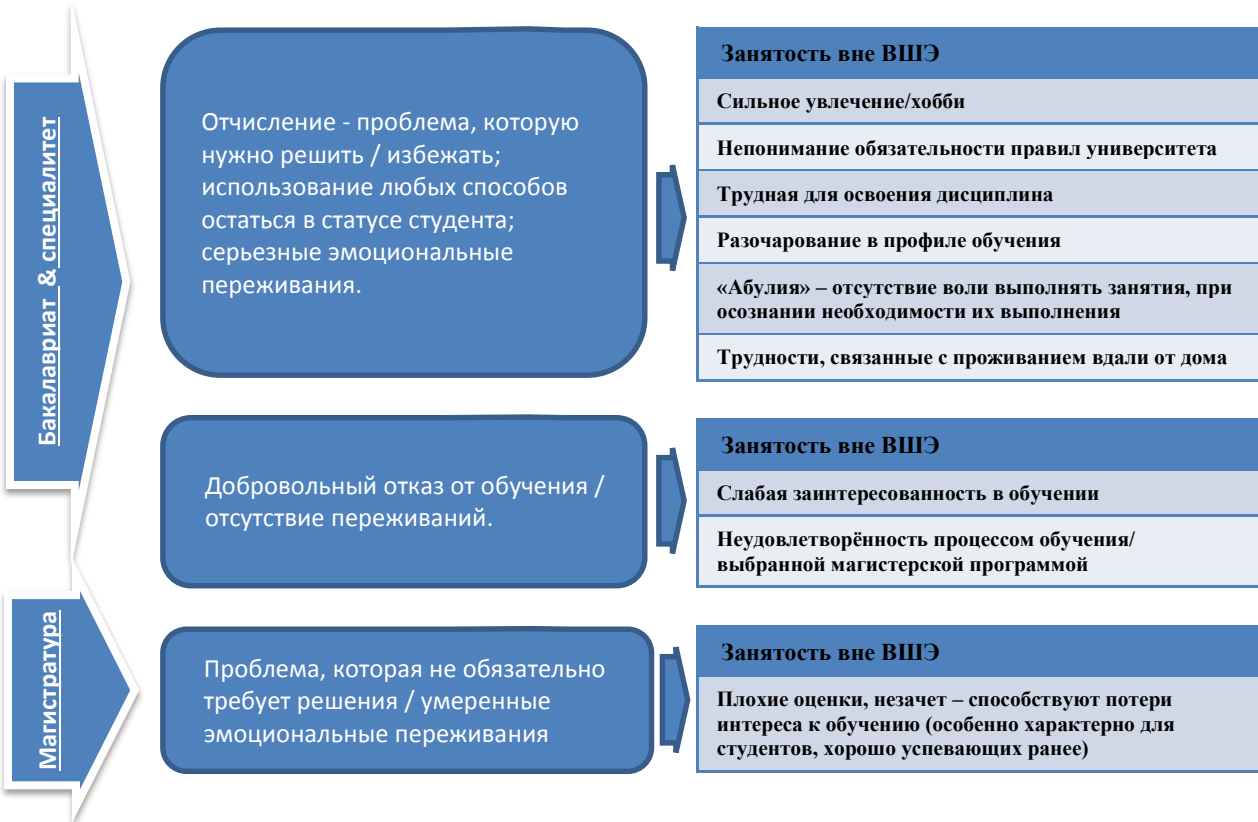 Бакалавриат & специалитет
Отчисление - проблема, которую
нужно решить / избежать;
использование любых способов
остаться в статусе студента;
серьезные эмоциональные
переживания.
Занятость вне ВШЭ
Сильное увлечение/хобби
Непонимание обязательности правил университета
Трудная для освоения дисциплина
Разочарование в профиле обучения
«Абулия» – отсутствие воли выполнять занятия, при
осознании необходимости их выполнения
Трудности, связанные с проживанием вдали от дома
Добровольный отказ от обучения /
отсутствие переживаний.
Занятость вне ВШЭ
Слабая заинтересованность в обучении
Неудовлетворённость процессом обучения/
выбранной магистерской программой
Магистратура
Проблема, которая не обязательно
требует решения / умеренные
эмоциональные переживания
Занятость вне ВШЭ
Плохие оценки, незачет – способствуют потери
интереса к обучению (особенно характерно для
студентов, хорошо успевающих ранее)